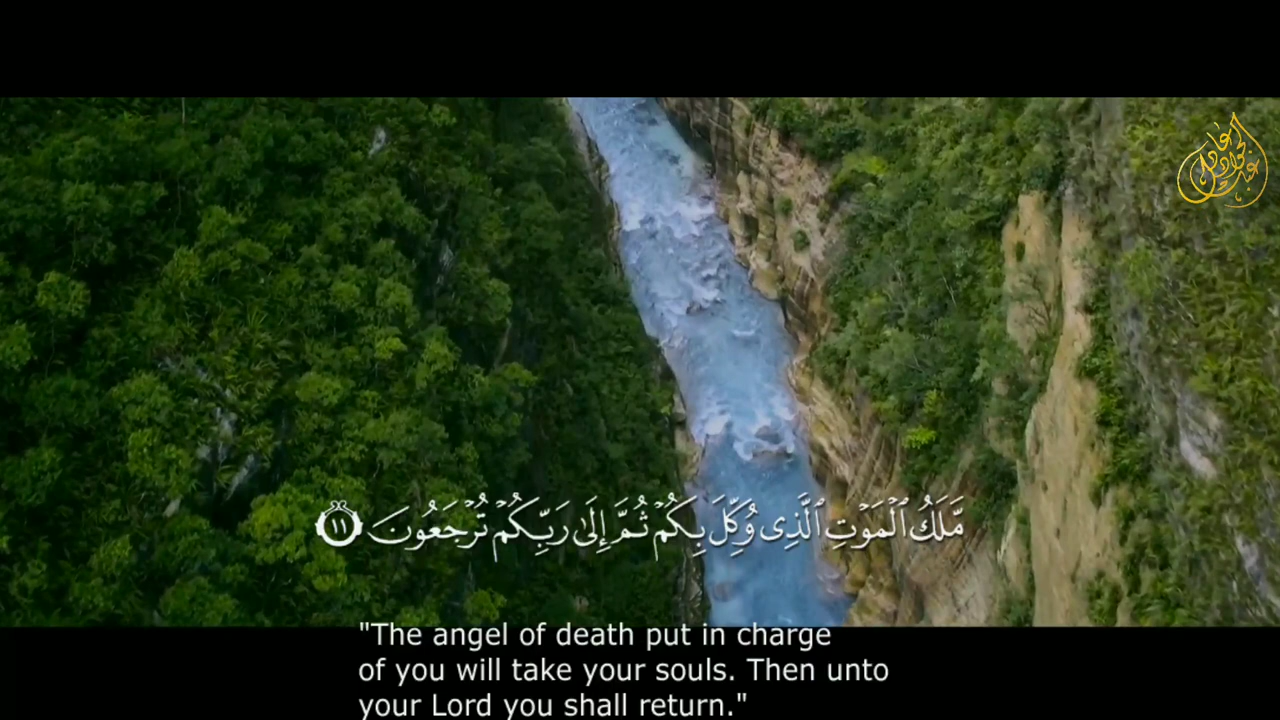 مَّلَكُ ٱلْمَوْتِ ٱلَّذِى وُكِّلَ بِكُمْ ثُمَّ إِلَىٰ رَبِّكُمْ تُرْجَعُونَ ١١
"The angel of death put in charge
of you will take your souls. Then unto
your Lord you shall return."